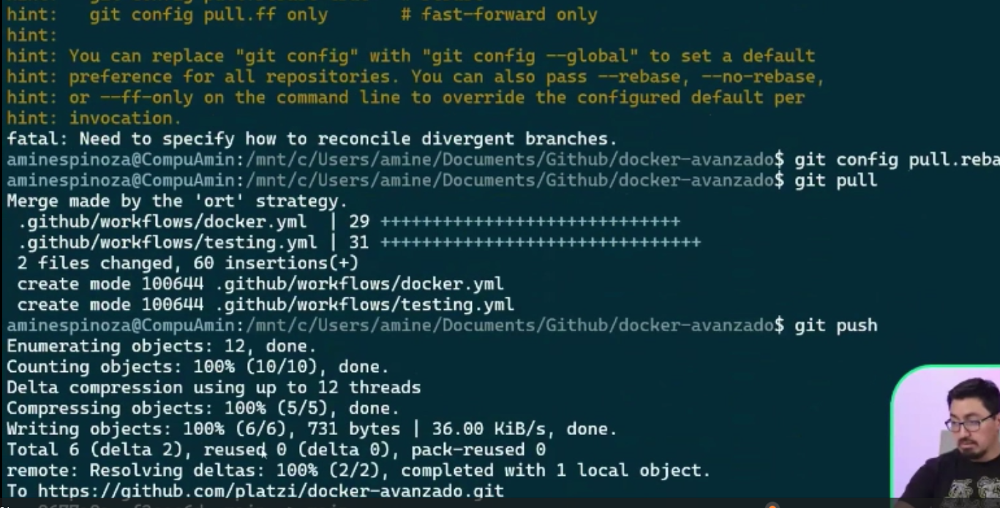 hint:   git config pull.ff only       # fast-forward only
hint:
hint: You can replace "git config" with "git config --global" to set a default
hint: preference for all repositories. You can also pass --rebase, --no-rebase,
hint: or --ff-only on the command line to override the configured default per
hint: invocation.
fatal: Need to specify how to reconcile divergent branches.
aminespinoza@CompuAmin:/mnt/c/Users/amine/Documents/Github/docker-avanzado$ git config pull.reba
aminespinoza@CompuAmin:/mnt/c/Users/amine/Documents/Github/docker-avanzado$ git pull
Merge made by the 'ort' strategy.
 .github/workflows/docker.yml  | 29 +++++++++++++++++++++++++++++
 .github/workflows/testing.yml | 31 +++++++++++++++++++++++++++++++
 2 files changed, 60 insertions(+)
 create mode 100644 .github/workflows/docker.yml
 create mode 100644 .github/workflows/testing.yml
aminespinoza@CompuAmin:/mnt/c/Users/amine/Documents/Github/docker-avanzado$ git push
Enumerating objects: 12, done.
Counting objects: 100% (10/10), done.
Delta compression using up to 12 threads
Compressing objects: 100% (5/5), done.
Writing objects: 100% (6/6), 731 bytes | 36.00 KiB/s, done.
Total 6 (delta 2), reused 0 (delta 0), pack-reused 0
remote: Resolving deltas: 100% (2/2), completed with 1 local object.
To https://github.com/platzi/docker-avanzado.git